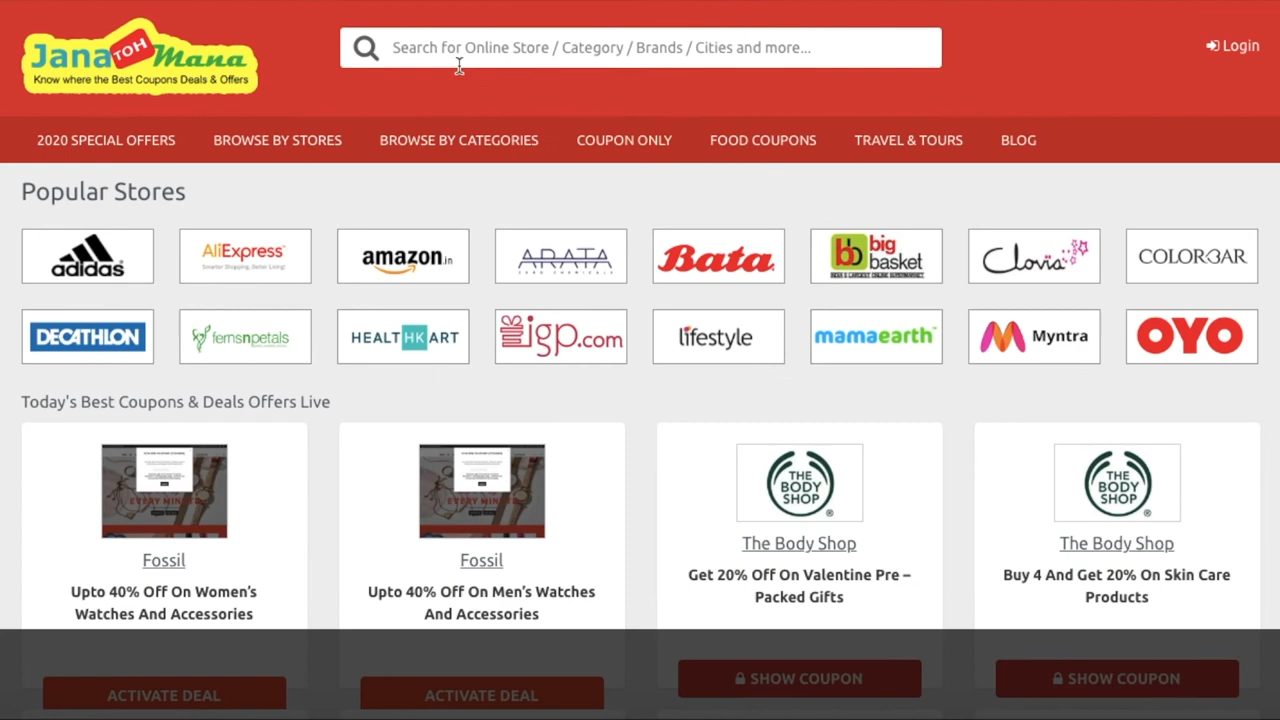 Jana TOH Mana
Know where the Best Coupons Deals & Offers
Search for Online Store / Category / Brands / Cities and more...
Login
2020 SPECIAL OFFERS BROWSE BY STORES BROWSE BY CATEGORIES COUPON ONLY FOOD COUPONS TRAVEL & TOURS BLOG
Popular Stores
adidas AliExpress amazon.in ARATA Bata big basket Clovia COLORBAR
Smarter Shopping, Better Living!
INDIA'S LARGEST ONLINE SUPERMARKET
DECATHLON fernsnpetals HEALTHKART igp.com lifestyle mamaearth Myntra OYO
Today's Best Coupons & Deals Offers Live
THE BODY SHOP THE BODY SHOP
Fossil Fossil The Body Shop The Body Shop
Upto 40% Off On Women's
Watches And Accessories
Upto 40% Off On Men's Watches
And Accessories
Get 20% Off On Valentine Pre –
Packed Gifts
Buy 4 And Get 20% On Skin Care
Products
ACTIVATE DEAL ACTIVATE DEAL SHOW COUPON SHOW COUPON